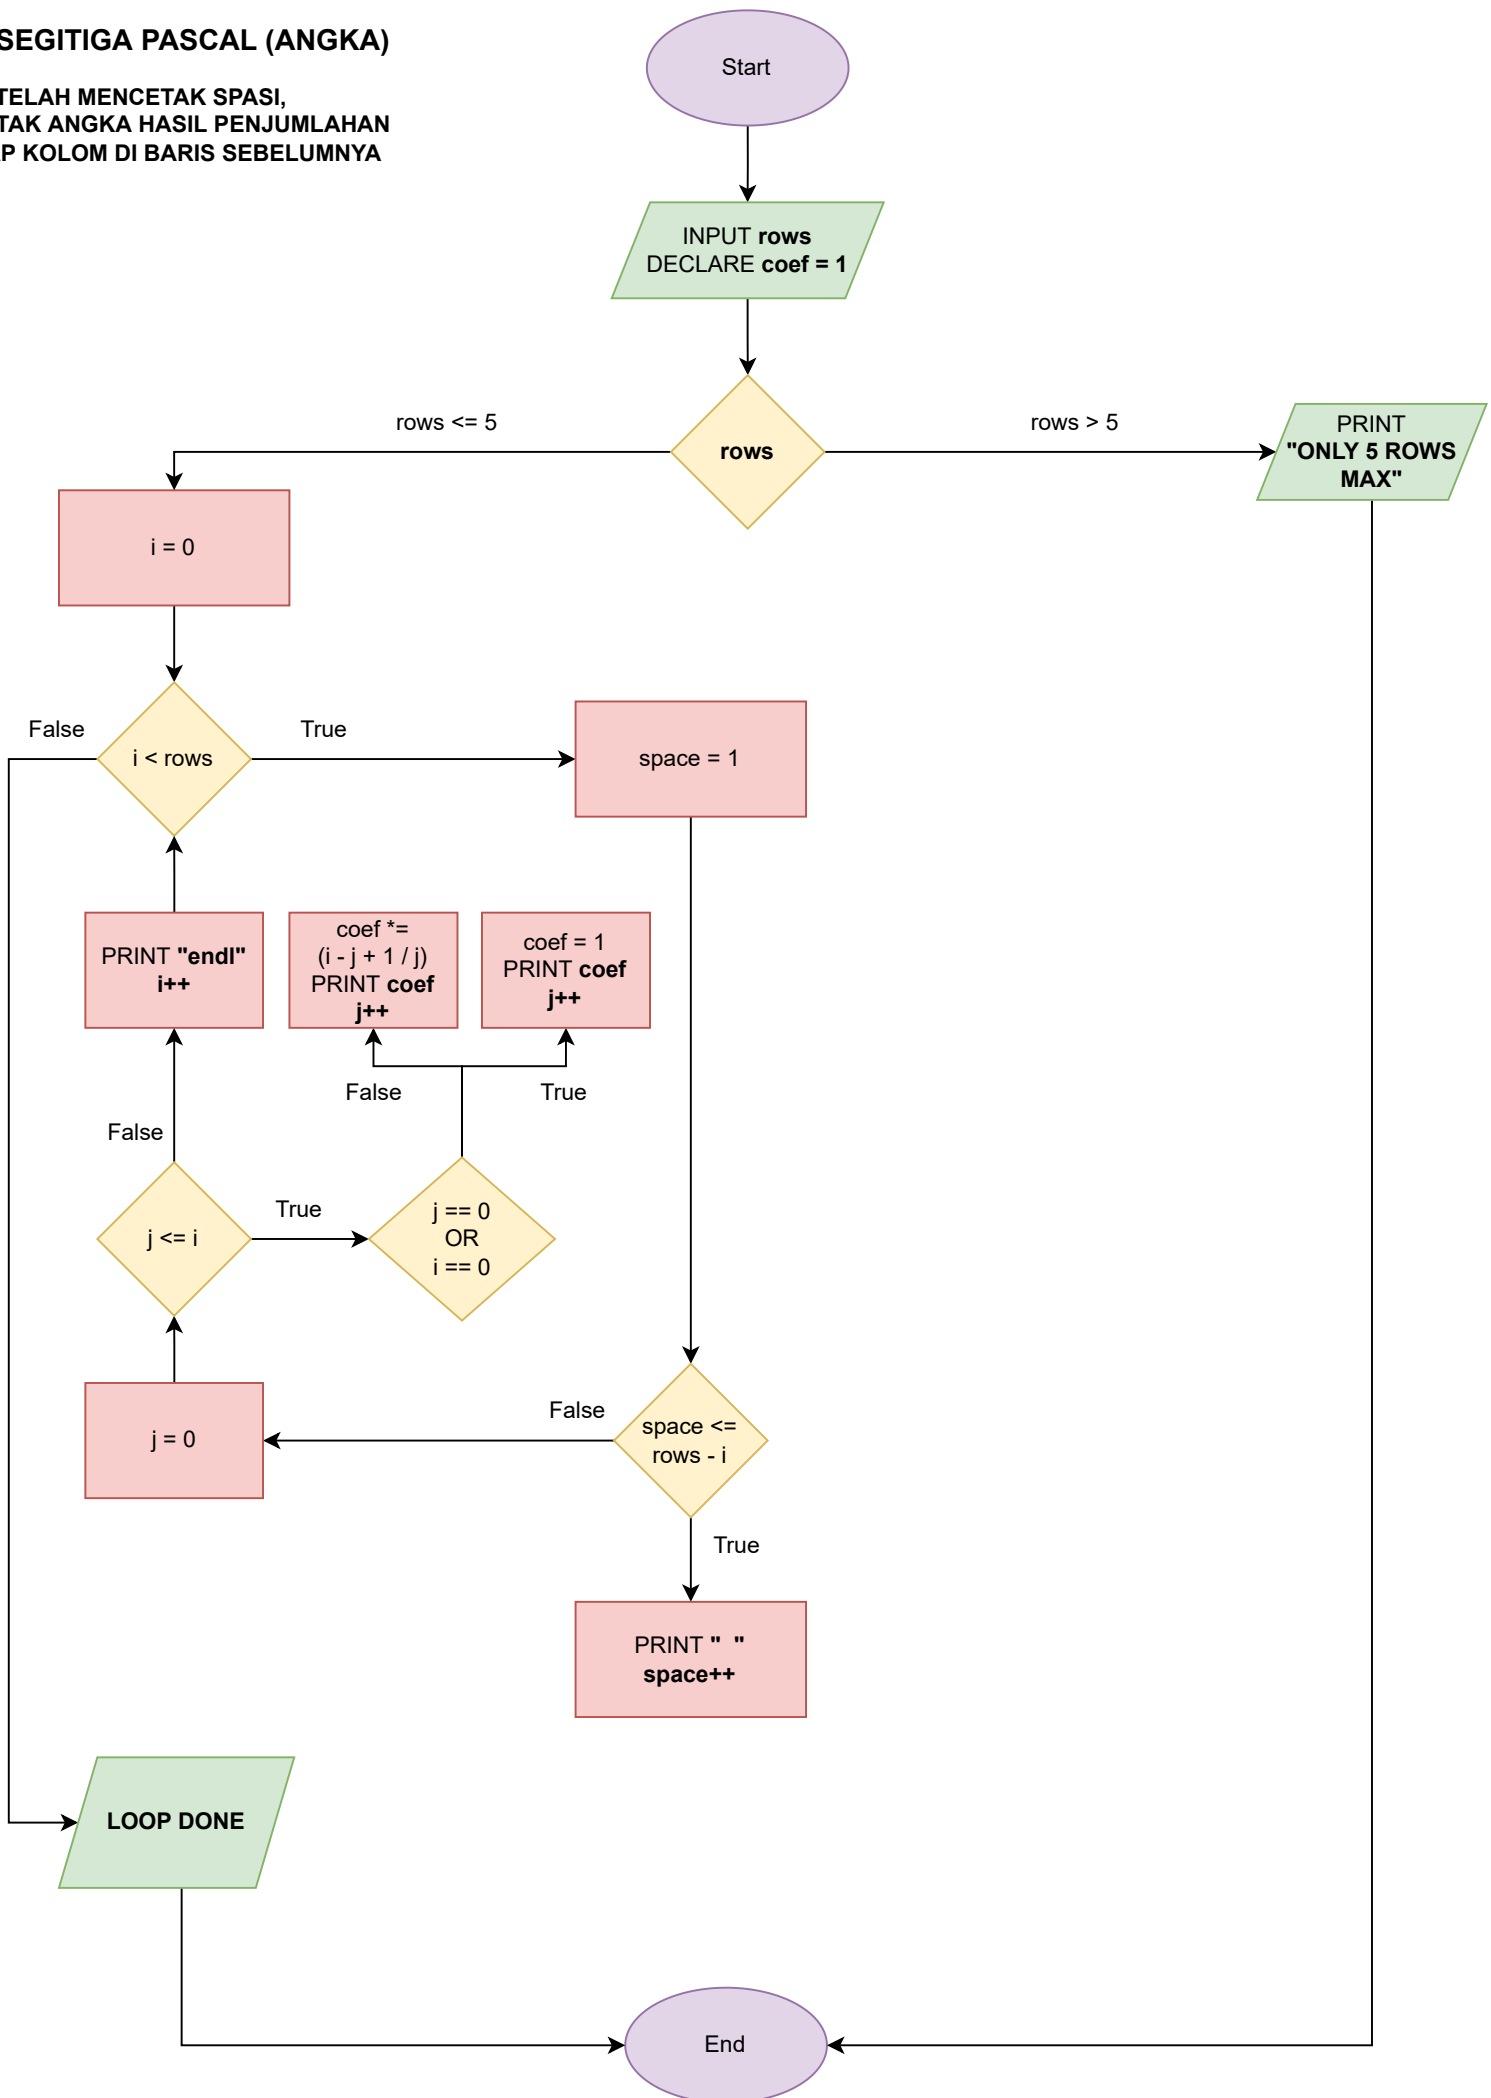 SEGITIGA PASCAL (ANGKA)
TELAH MENCETAK SPASI,
TAK ANGKA HASIL PENJUMLAHAN
AP KOLOM DI BARIS SEBELUMNYA
Start
INPUT rows
DECLARE coef = 1
rows <= 5
rows
rows > 5
PRINT
"ONLY 5 ROWS
MAX"
i = 0
False
i < rows
True
space = 1
PRINT "endl"
i++
coef *=
(i - j + 1 / j)
PRINT coef
j++
coef = 1
PRINT coef
j++
False
True
False
j <= i
True
j == 0
OR
i == 0
j = 0
False
space <=
rows - i
True
PRINT "  "
space++
LOOP DONE
End